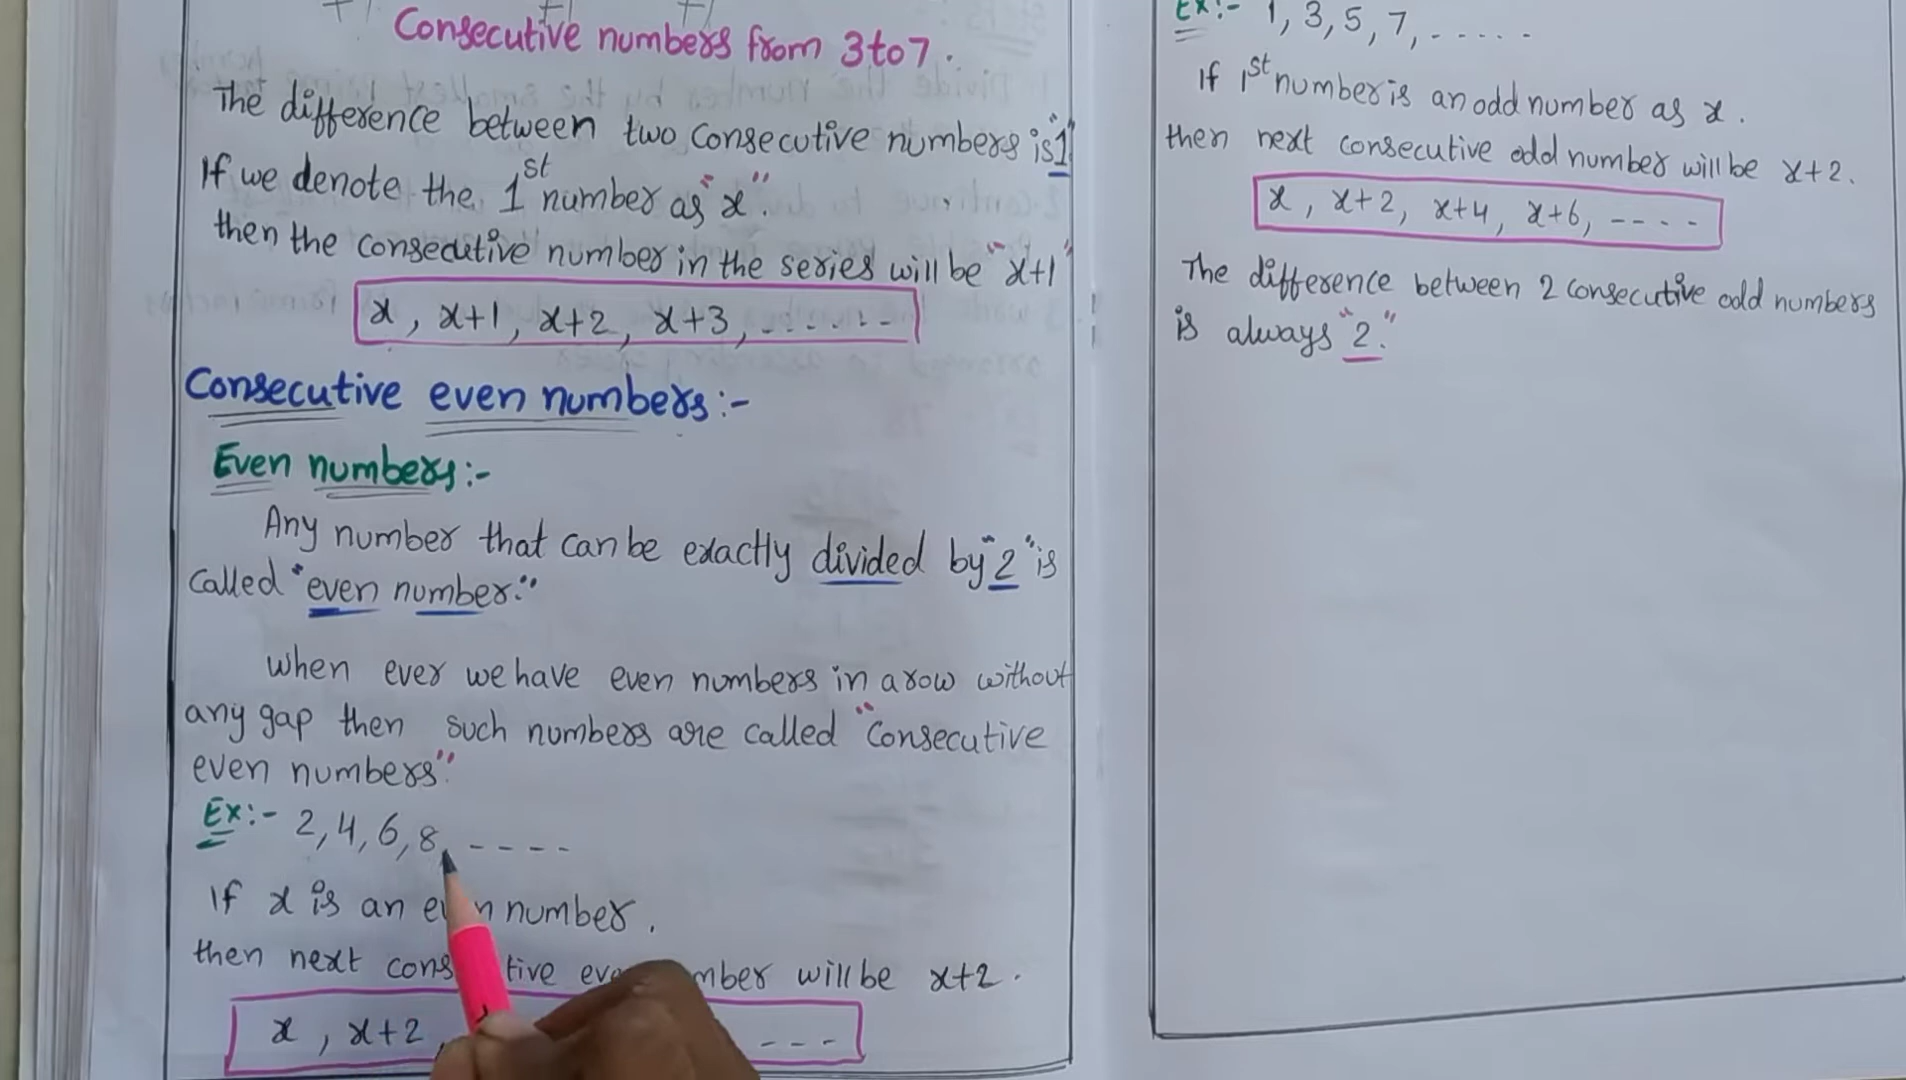 Consecutive numbers from 3 to 7.
The difference between two consecutive numbers is "1"
If we denote the 1st number as "x".
then the consecutive number in the series will be "x+1"
x, x+1, x+2, x+3, ......
Consecutive even numbers:-
Even numbers:-
Any number that can be exactly divided by "2" is
called "even number."
When ever we have even numbers in a row without
any gap then such numbers are called "Consecutive
even numbers".
Ex:- 2, 4, 6, 8, ----
If x is an even number.
then next consecutive even number will be x+2.
x, x+2, ---
Ex:- 1, 3, 5, 7, .....
If 1st number is an odd number as x.
then next consecutive odd number will be x+2.
x, x+2, x+4, x+6, ----
The difference between 2 consecutive odd numbers
is always "2."